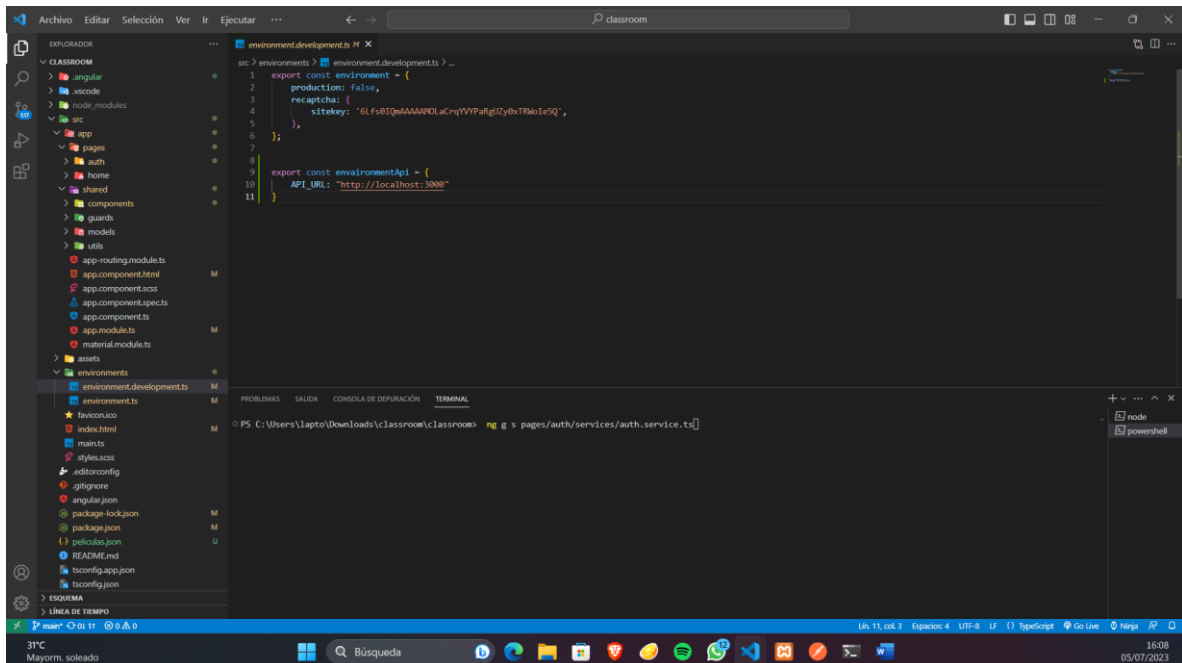 Archivo Editar Selección Ver Ir Ejecutar ... classroom
EXPLORADOR ...
CLASSROOM
.angular
.vscode
node_modules
src
app
pages
auth
home
shared
components
guards
models
utils
app-routing.module.ts
app.component.html M
app.component.scss
app.component.spec.ts
app.component.ts
app.module.ts M
material.module.ts
assets
environments
environment.development.ts M
environment.ts M
favicon.ico
index.html M
main.ts
styles.scss
.editorconfig
.gitignore
angular.json
package-lock.json M
package.json M
peliculas.json U
README.md
tsconfig.app.json
tsconfig.json
ESQUEMA
LÍNEA DE TIEMPO
environment.development.ts M
src > environments > environment.development.ts > ...
1 export const environment = {
2 production: false,
3 recaptcha: {
4 sitekey:
5 },
6 };
7
8
9 export const envaironmentApi = {
10 API_URL: "http://localhost:3000"
11 }
PROBLEMAS SALIDA CONSOLA DE DEPURACIÓN TERMINAL
PS C:\Users\lapto\Downloads\classroom\classroom> ng g s pages/auth/services/auth.service.ts
node
powershell
main* 0↓ 1↑ 0 0
Lín. 11, col. 3 Espacios: 4 UTF-8 LF {} TypeScript Go Live Ninja
31°C
Mayorm. soleado
Búsqueda
12
16:08
05/07/2023